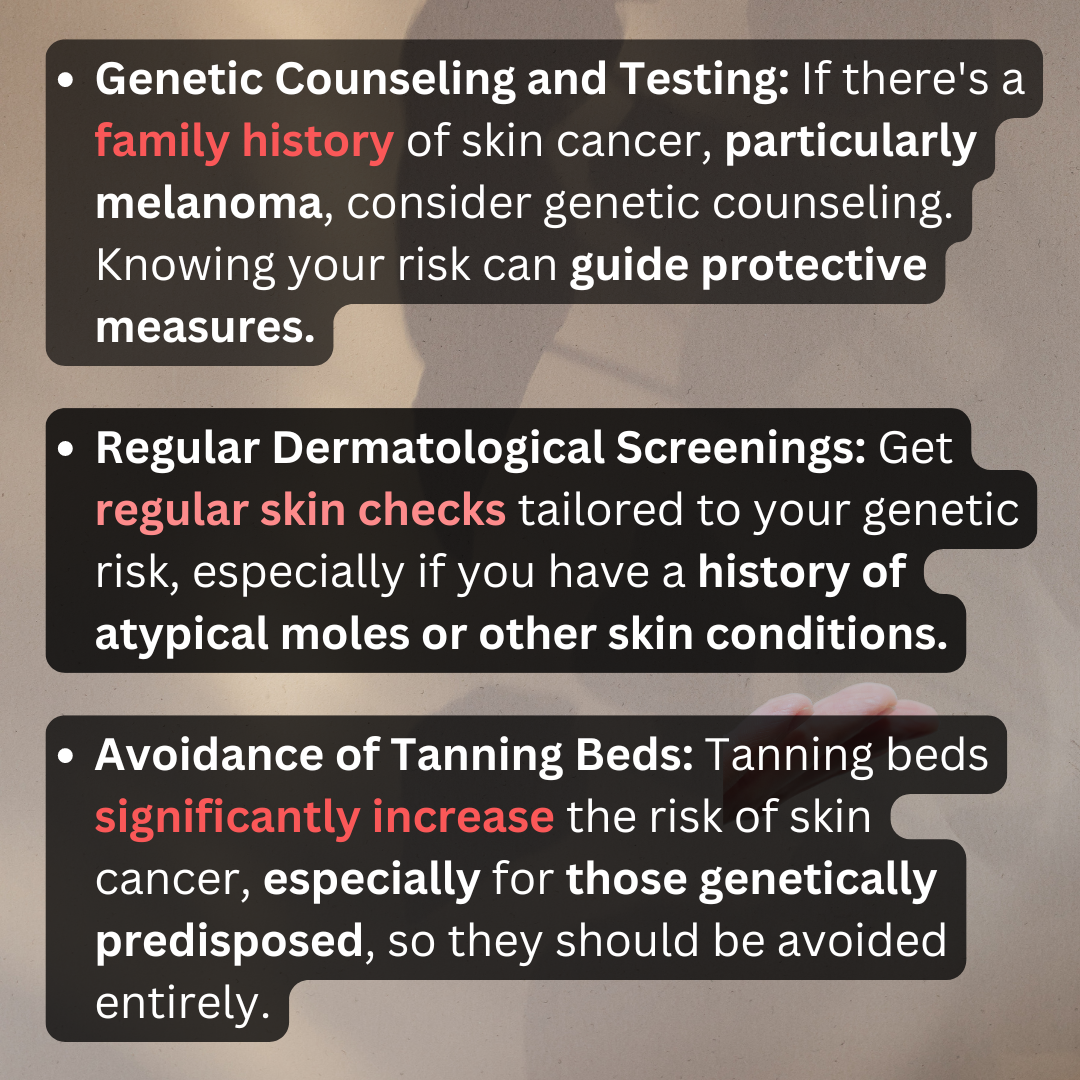 • Genetic Counseling and Testing: If there's a
family history of skin cancer, particularly
melanoma, consider genetic counseling.
Knowing your risk can guide protective
measures.
• Regular Dermatological Screenings: Get
regular skin checks tailored to your genetic
risk, especially if you have a history of
atypical moles or other skin conditions.
• Avoidance of Tanning Beds: Tanning beds
significantly increase the risk of skin
cancer, especially for those genetically
predisposed, so they should be avoided
entirely.